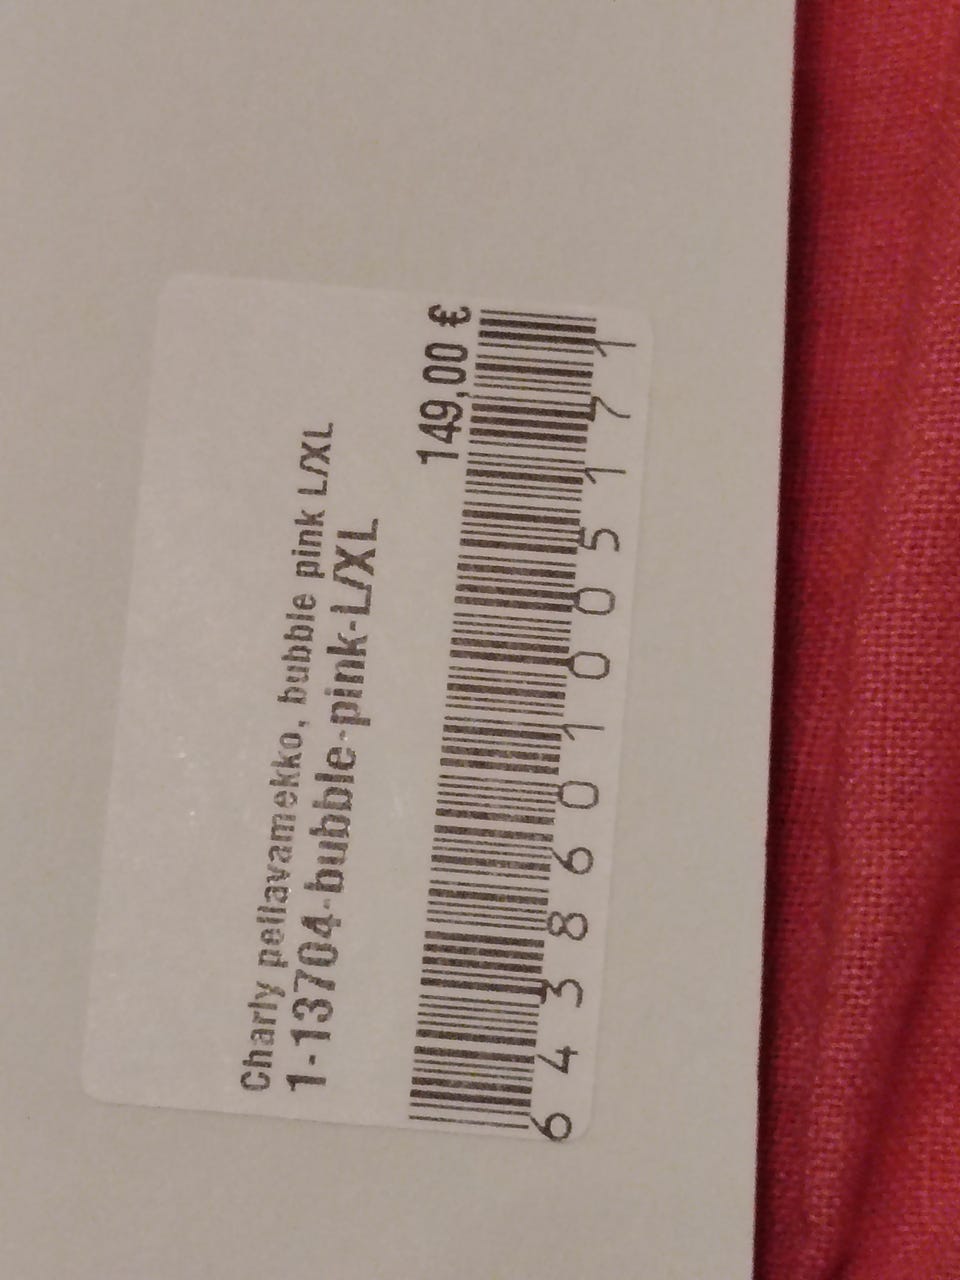 Charly pellavamekko, bubble pink L/XL
1-13704-bubble-pink-L/XL
149,00 €
6438601005171